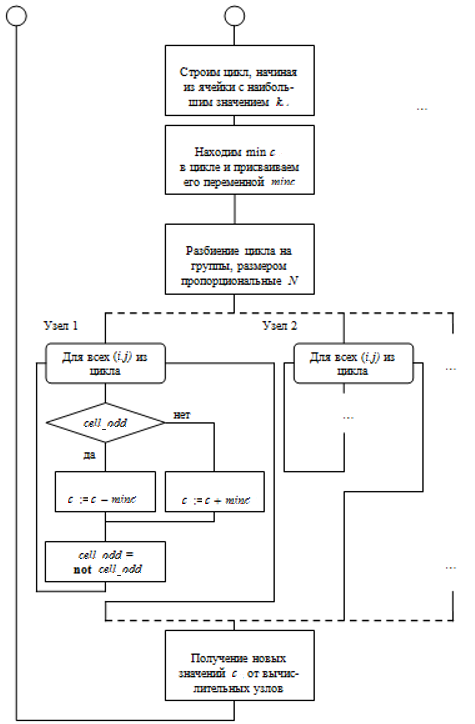 Строим цикл, начиная
из ячейки с наиболь-
шим значением k.
...
Находим min c
в цикле и присваиваем
его переменной minc
Разбиение цикла на
группы, размером
пропорциональные N
Узел 1
Узел 2
Для всех (i,j) из
цикла
Для всех (i,j) из
цикла
...
cell_odd
нет
...
да
c := c – minc
c := c + minc
cell_odd =
not cell_odd
...
Получение новых
значений c от вычис-
лительных узлов